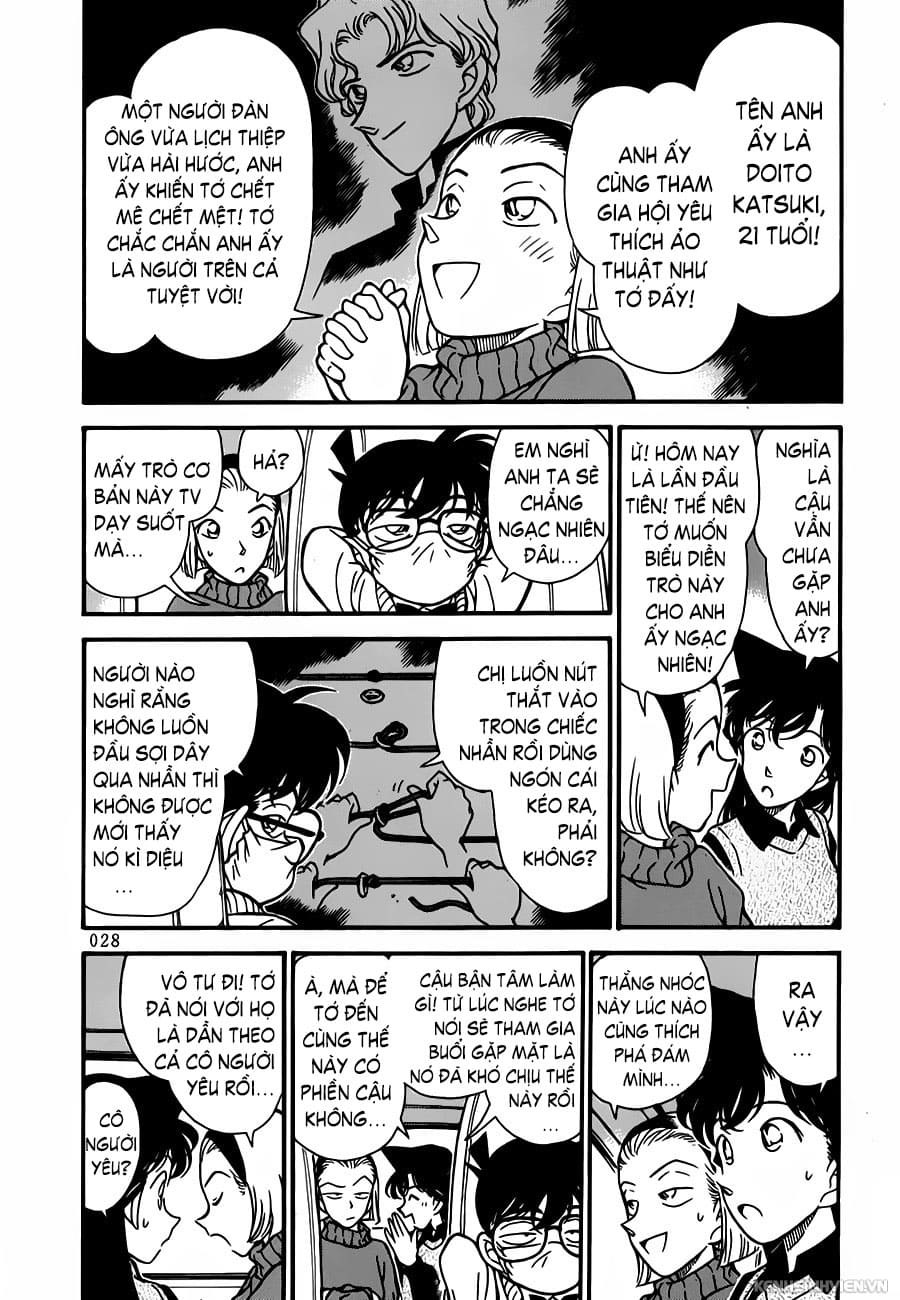 TÊN ANH
ẤY LÀ
DOITO
KATSUKI,
21 TUỔI!
ANH ẤY
CŨNG THAM
GIA HỘI YÊU
THÍCH ẢO
THUẬT NHƯ
TỚ ĐẤY!
MỘT NGƯỜI ĐÀN
ÔNG VỪA LỊCH THIỆP
VỪA HÀI HƯỚC, ANH
ẤY KHIẾN TỚ CHẾT
MÊ CHẾT MỆT! TỚ
CHẮC CHẮN ANH ẤY
LÀ NGƯỜI TRÊN CẢ
TUYỆT VỜI!
NGHĨA
LÀ
CẬU
VẪN
CHƯA
GẶP
ANH
ẤY?
Ừ! HÔM NAY
LÀ LẦN ĐẦU
TIÊN! THẾ NÊN
TỚ MUỐN
BIỂU DIỄN
TRÒ NÀY
CHO ANH
ẤY NGẠC
NHIÊN!
EM NGHĨ
ANH TA SẼ
CHẲNG
NGẠC NHIÊN
ĐÂU...
HẢ?
MẤY TRÒ CƠ
BẢN NÀY TV
DẠY SUỐT
MÀ...
CHỊ LUỒN NÚT
THẮT VÀO
TRONG CHIẾC
NHẪN RỒI DÙNG
NGÓN CÁI
KÉO RA,
PHẢI
KHÔNG?
NGƯỜI NÀO
NGHĨ RẰNG
KHÔNG LUỒN
ĐẦU SỢI DÂY
QUA NHẪN THÌ
KHÔNG ĐƯỢC
MỚI THẤY
NÓ KÌ DIỆU
...
028
RA
VẬY
...
THẰNG NHÓC
NÀY LÚC NÀO
CŨNG THÍCH
PHÁ ĐÁM
MÌNH...
CẬU BẬN TÂM LÀM
GÌ! TỪ LÚC NGHE TỚ
NÓI SẼ THAM GIA
BUỔI GẶP MẶT LÀ
NÓ ĐÃ KHÓ CHỊU THẾ
NÀY RỒI ...
À, MÀ ĐỂ
TỚ ĐẾN
CÙNG THẾ
NÀY CÓ
PHIỀN CẬU
KHÔNG...
VÔ TƯ ĐI! TỚ
ĐÃ NÓI VỚI HỌ
LÀ DẪN THEO
CẢ CÔ NGƯỜI
YÊU RỒI...
CÔ
NGƯỜI
YÊU?
KENHSINHVIEN.VN